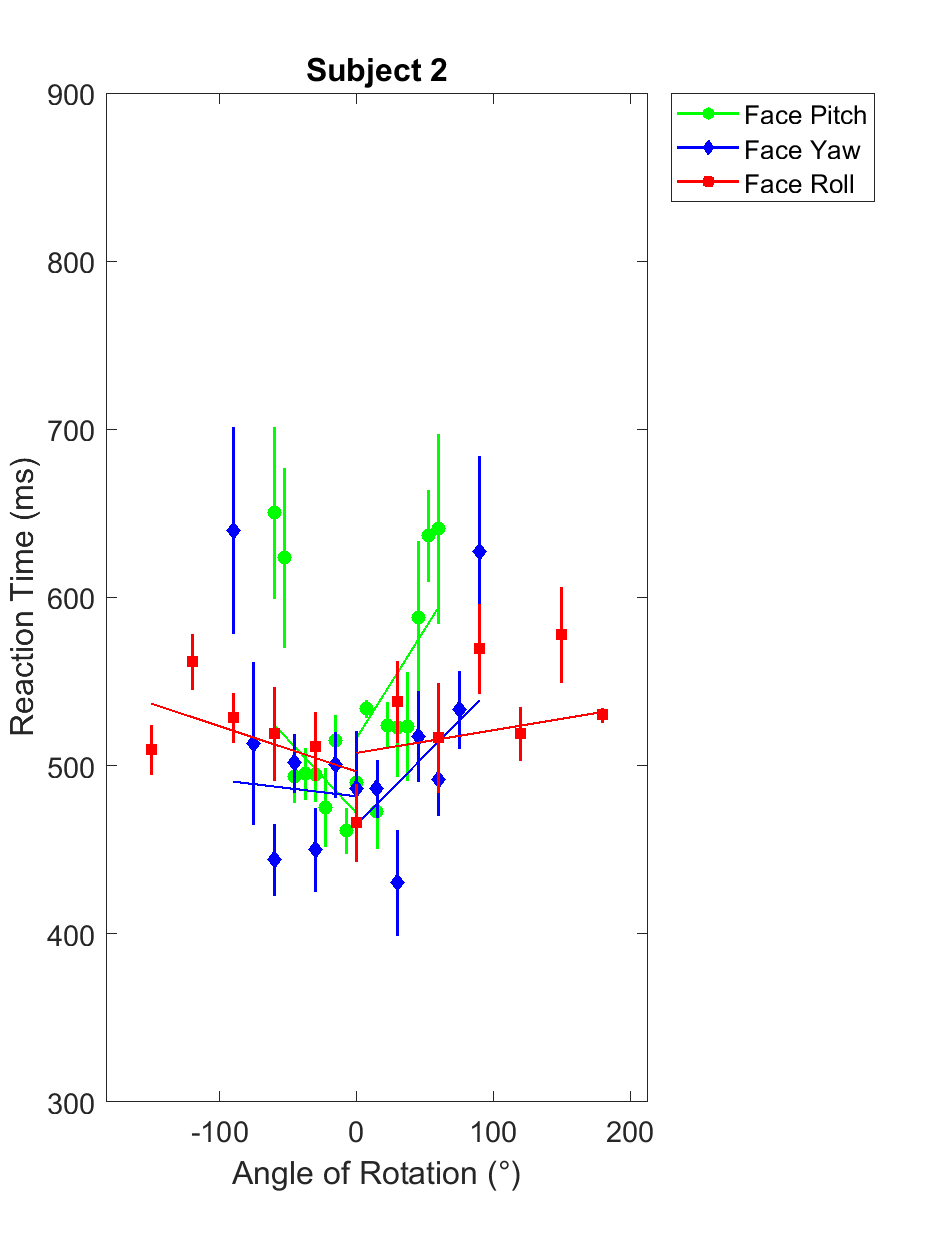 Subject 2
900
800
700
600
500
400
300
Reaction Time (ms)
-100
0
100
200
Angle of Rotation (°)
Face Pitch
Face Yaw
Face Roll